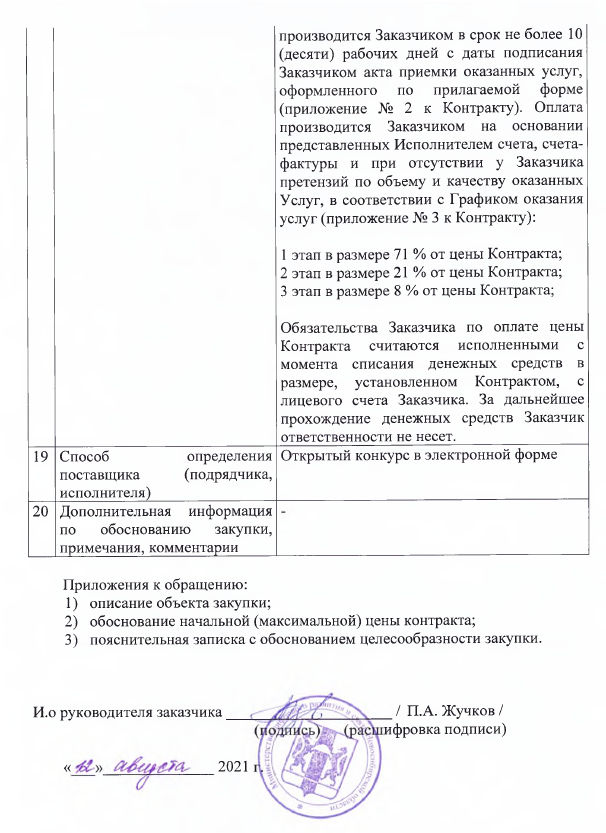 производится Заказчиком в срок не более 10
(десяти) рабочих дней с даты подписания
Заказчиком акта приемки оказанных услуг,
оформленного по прилагаемой форме
(приложение № 2 к Контракту). Оплата
производится Заказчиком на основании
представленных Исполнителем счета, счета-
фактуры и при отсутствии у Заказчика
претензий по объему и качеству оказанных
Услуг, в соответствии с Графиком оказания
услуг (приложение № 3 к Контракту):
1 этап в размере 71 % от цены Контракта;
2 этап в размере 21 % от цены Контракта;
3 этап в размере 8 % от цены Контракта;
Обязательства Заказчика по оплате цены
Контракта считаются исполненными с
момента списания денежных средств в
размере, установленном Контрактом, с
лицевого счета Заказчика. За дальнейшее
прохождение денежных средств Заказчик
ответственности не несет.
19 Способ определения Открытый конкурс в электронной форме
поставщика (подрядчика,
исполнителя)
20 Дополнительная информация -
по обоснованию закупки,
примечания, комментарии
Приложения к обращению:
1) описание объекта закупки;
2) обоснование начальной (максимальной) цены контракта;
3) пояснительная записка с обоснованием целесообразности закупки.
И.о руководителя заказчика ____________________ / П.А. Жучков /
(подпись) (расшифровка подписи)
«12» августа 2021 г.
Новосибирской области